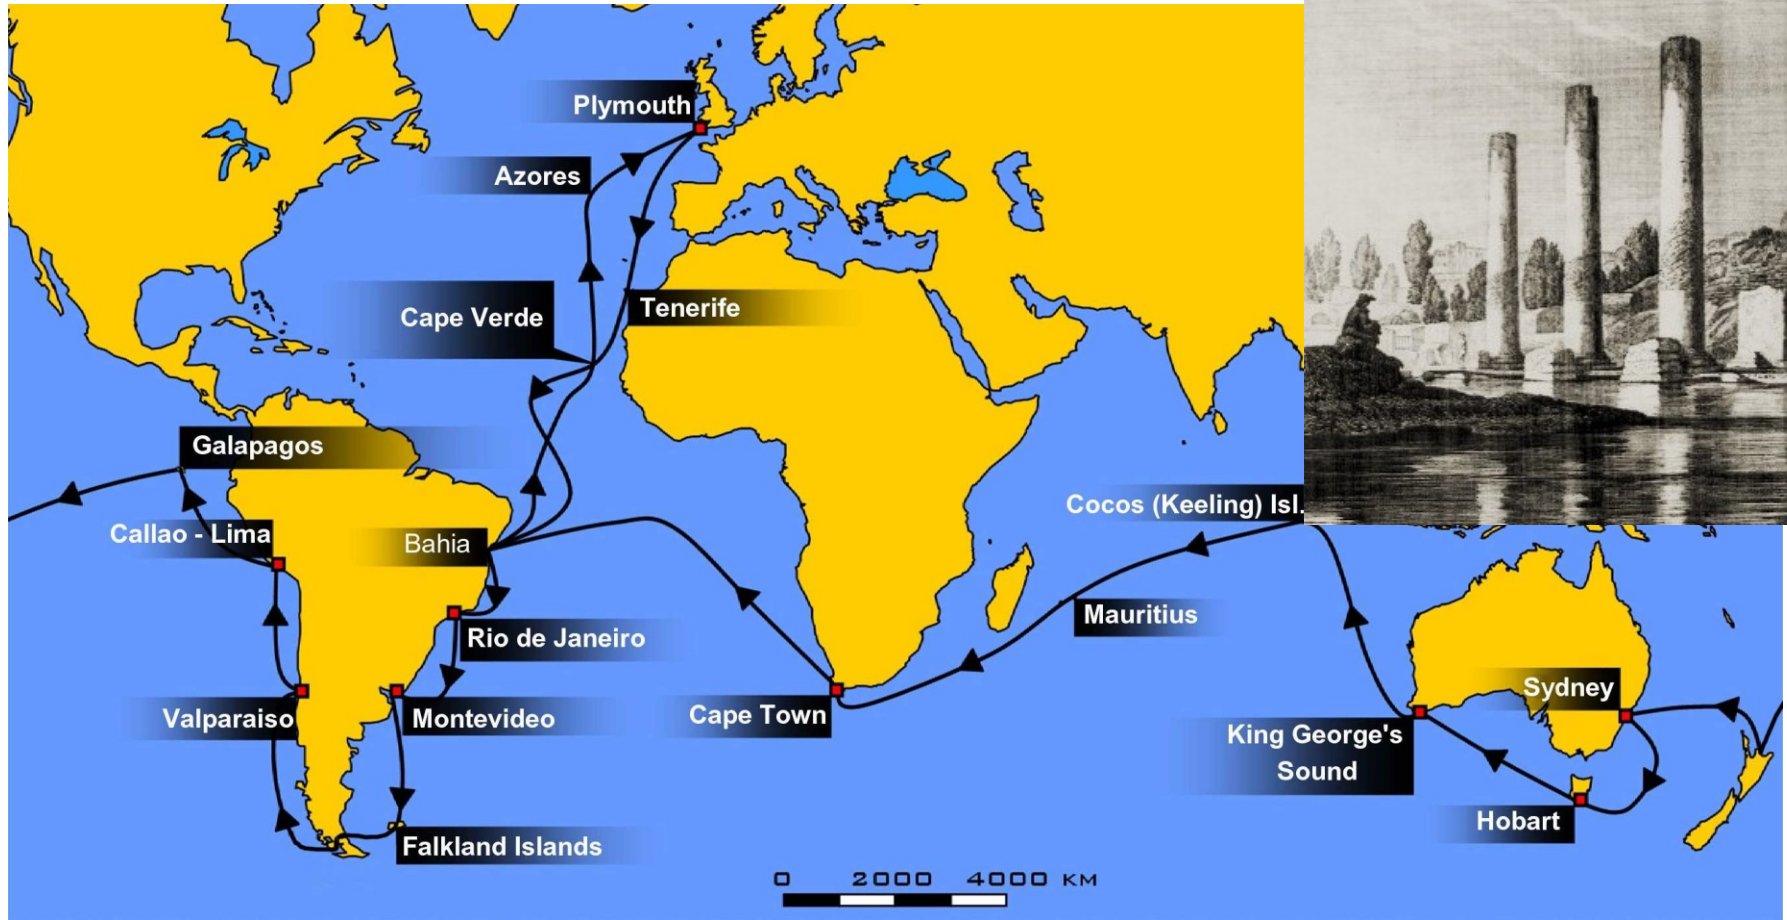 Plymouth
Azores
Cape Verde
Tenerife
Galapagos
Callao - Lima
Bahia
Cocos (Keeling) Isl.
Rio de Janeiro
Mauritius
Valparaiso
Montevideo
Cape Town
Sydney
King George's
Sound
Hobart
Falkland Islands
0 2000 4000 KM